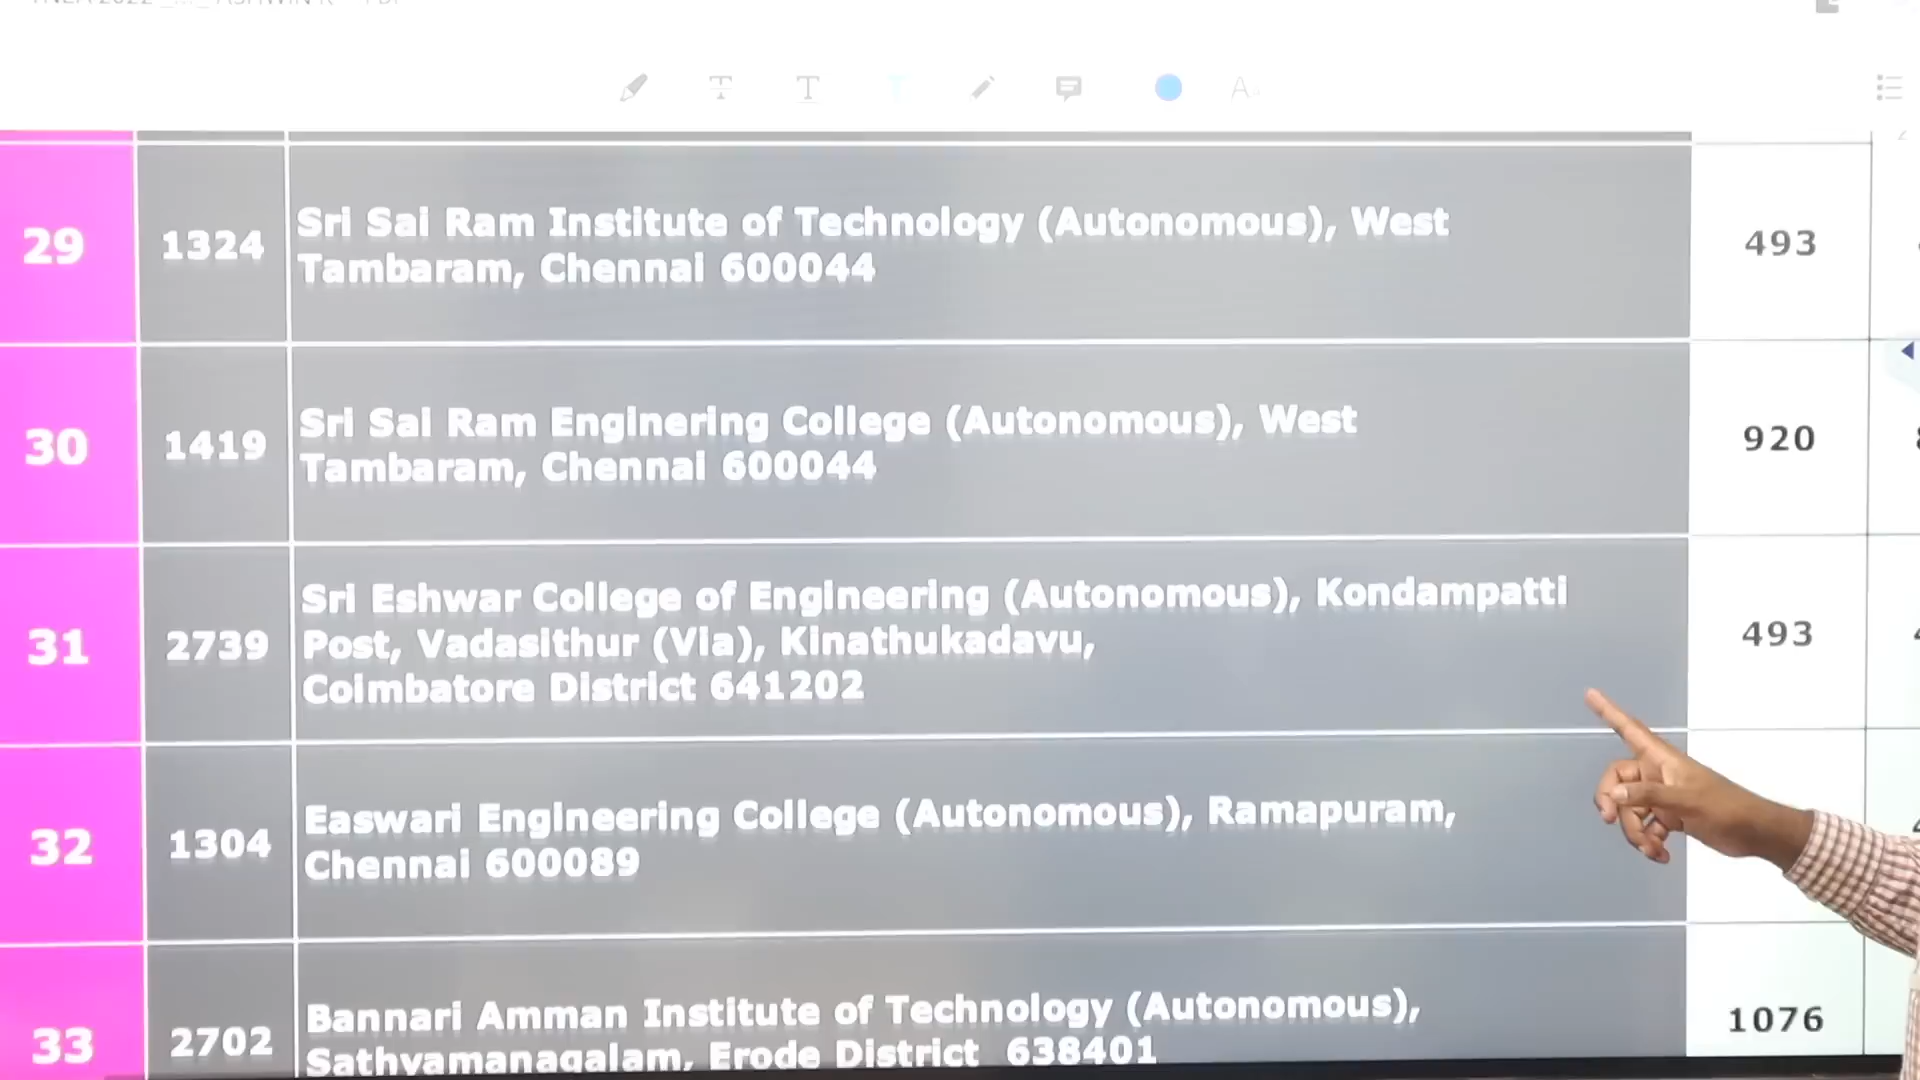 29
1324
Sri Sai Ram Institute of Technology (Autonomous), West
Tambaram, Chennai 600044
493
30
1419
Sri Sai Ram Enginering College (Autonomous), West
Tambaram, Chennai 600044
920
31
2739
Sri Eshwar College of Engineering (Autonomous), Kondampatti
Post, Vadasithur (Via), Kinathukadavu,
Coimbatore District 641202
493
32
1304
Easwari Engineering College (Autonomous), Ramapuram,
Chennai 600089
33
2702
Bannari Amman Institute of Technology (Autonomous),
Sathyamanagalam, Erode District 638401
1076